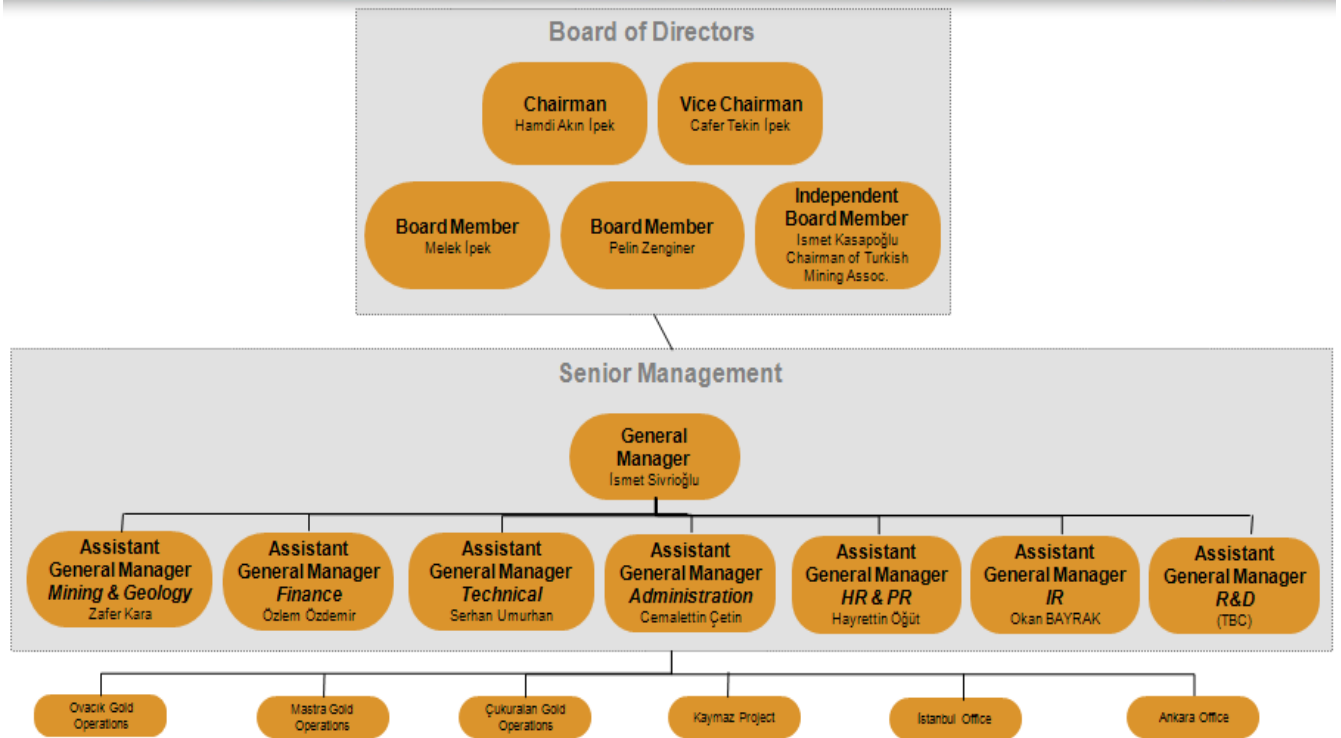 Board of Directors
Chairman
Hamdi Akın İpek
Vice Chairman
Cafer Tekin İpek
Board Member
Melek İpek
Board Member
Pelin Zenginer
Independent
Board Member
Ismet Kasapoğlu
Chairman of Turkish
Mining Assoc.
Senior Management
General
Manager
İsmet Sivrioğlu
Assistant
General Manager
Mining & Geology
Zafer Kara
Assistant
General Manager
Finance
Özlem Özdemir
Assistant
General Manager
Technical
Serhan Umurhan
Assistant
General Manager
Administration
Cemalettin Çetin
Assistant
General Manager
HR & PR
Hayrettin Öğüt
Assistant
General Manager
IR
Okan BAYRAK
Assistant
General Manager
R&D
(TBC)
Ovacık Gold
Operations
Mastra Gold
Operations
Çukuralan Gold
Operations
Kaymaz Project
İstanbul Office
Ankara Office